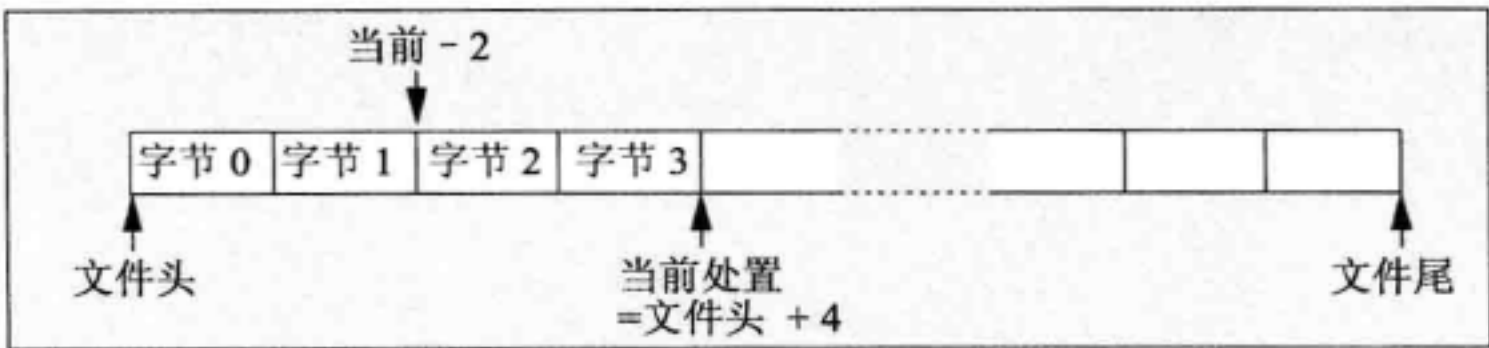 当前 - 2
字节 0 字节 1 字节 2 字节 3
文件头
当前处置
=文件头 + 4
文件尾